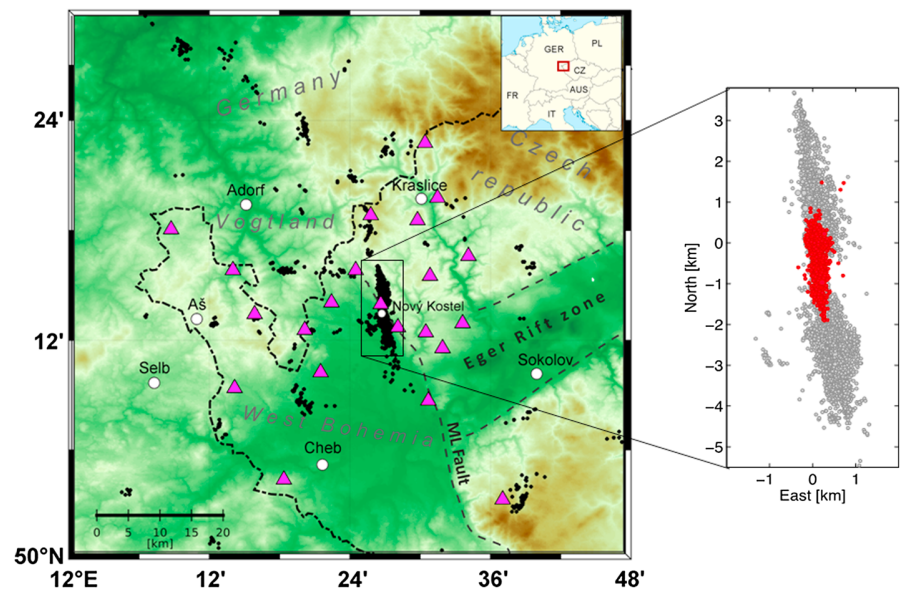 GER
PL
CZ
FR
AUS
IT
Germany
Czech
republic
24'
Adorf
Kraslice
Vogtland
Aš
Nový Kostel
12'
Eger Rift zone
Selb
Sokolov
West Bohemia
ML Fault
Cheb
0 5 10 15 20
[km]
50°N
12°E 12' 24' 36' 48'
3
2
1
0
−1
−2
−3
−4
−5
North [km]
−1 0 1
East [km]